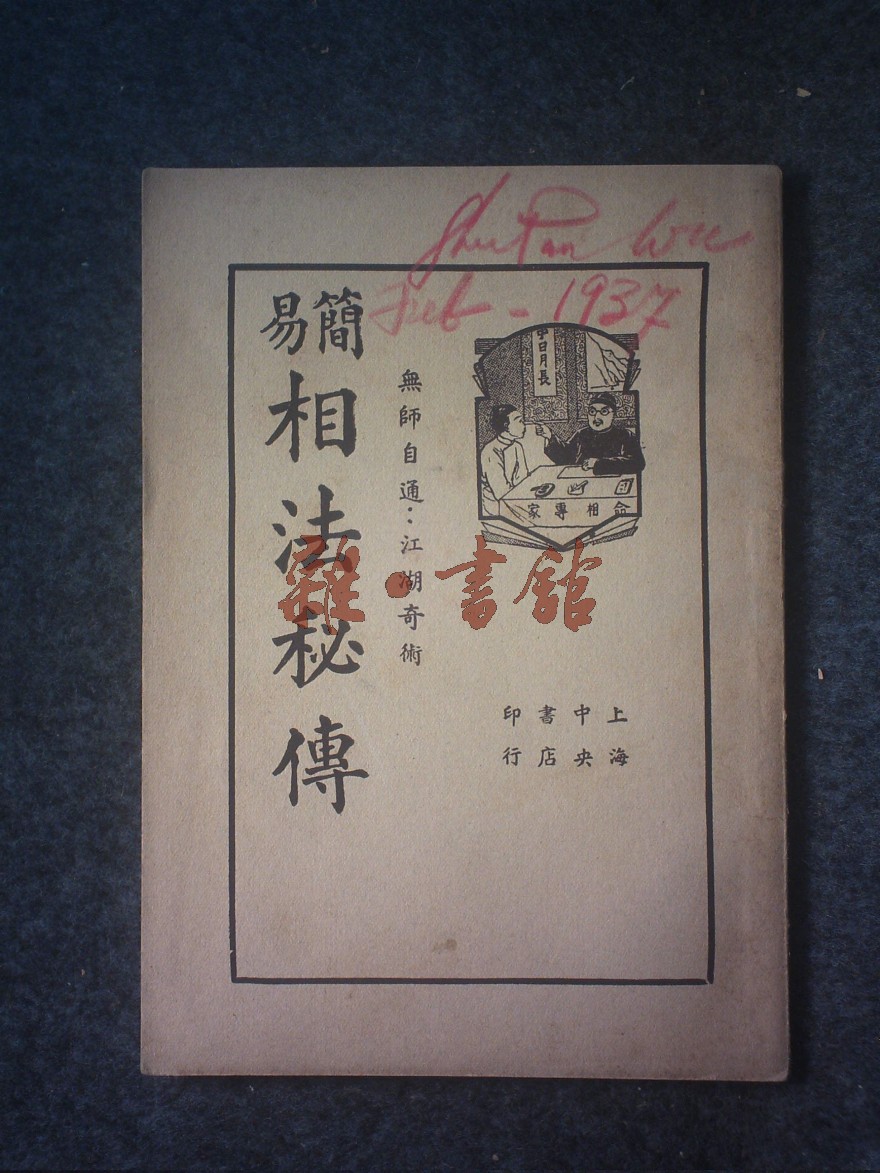 Feb - 1937
簡易
相法秘傳
無師自通：江湖奇術
中日月長
命相專家
上海
中央
書店
印行
雜·書館